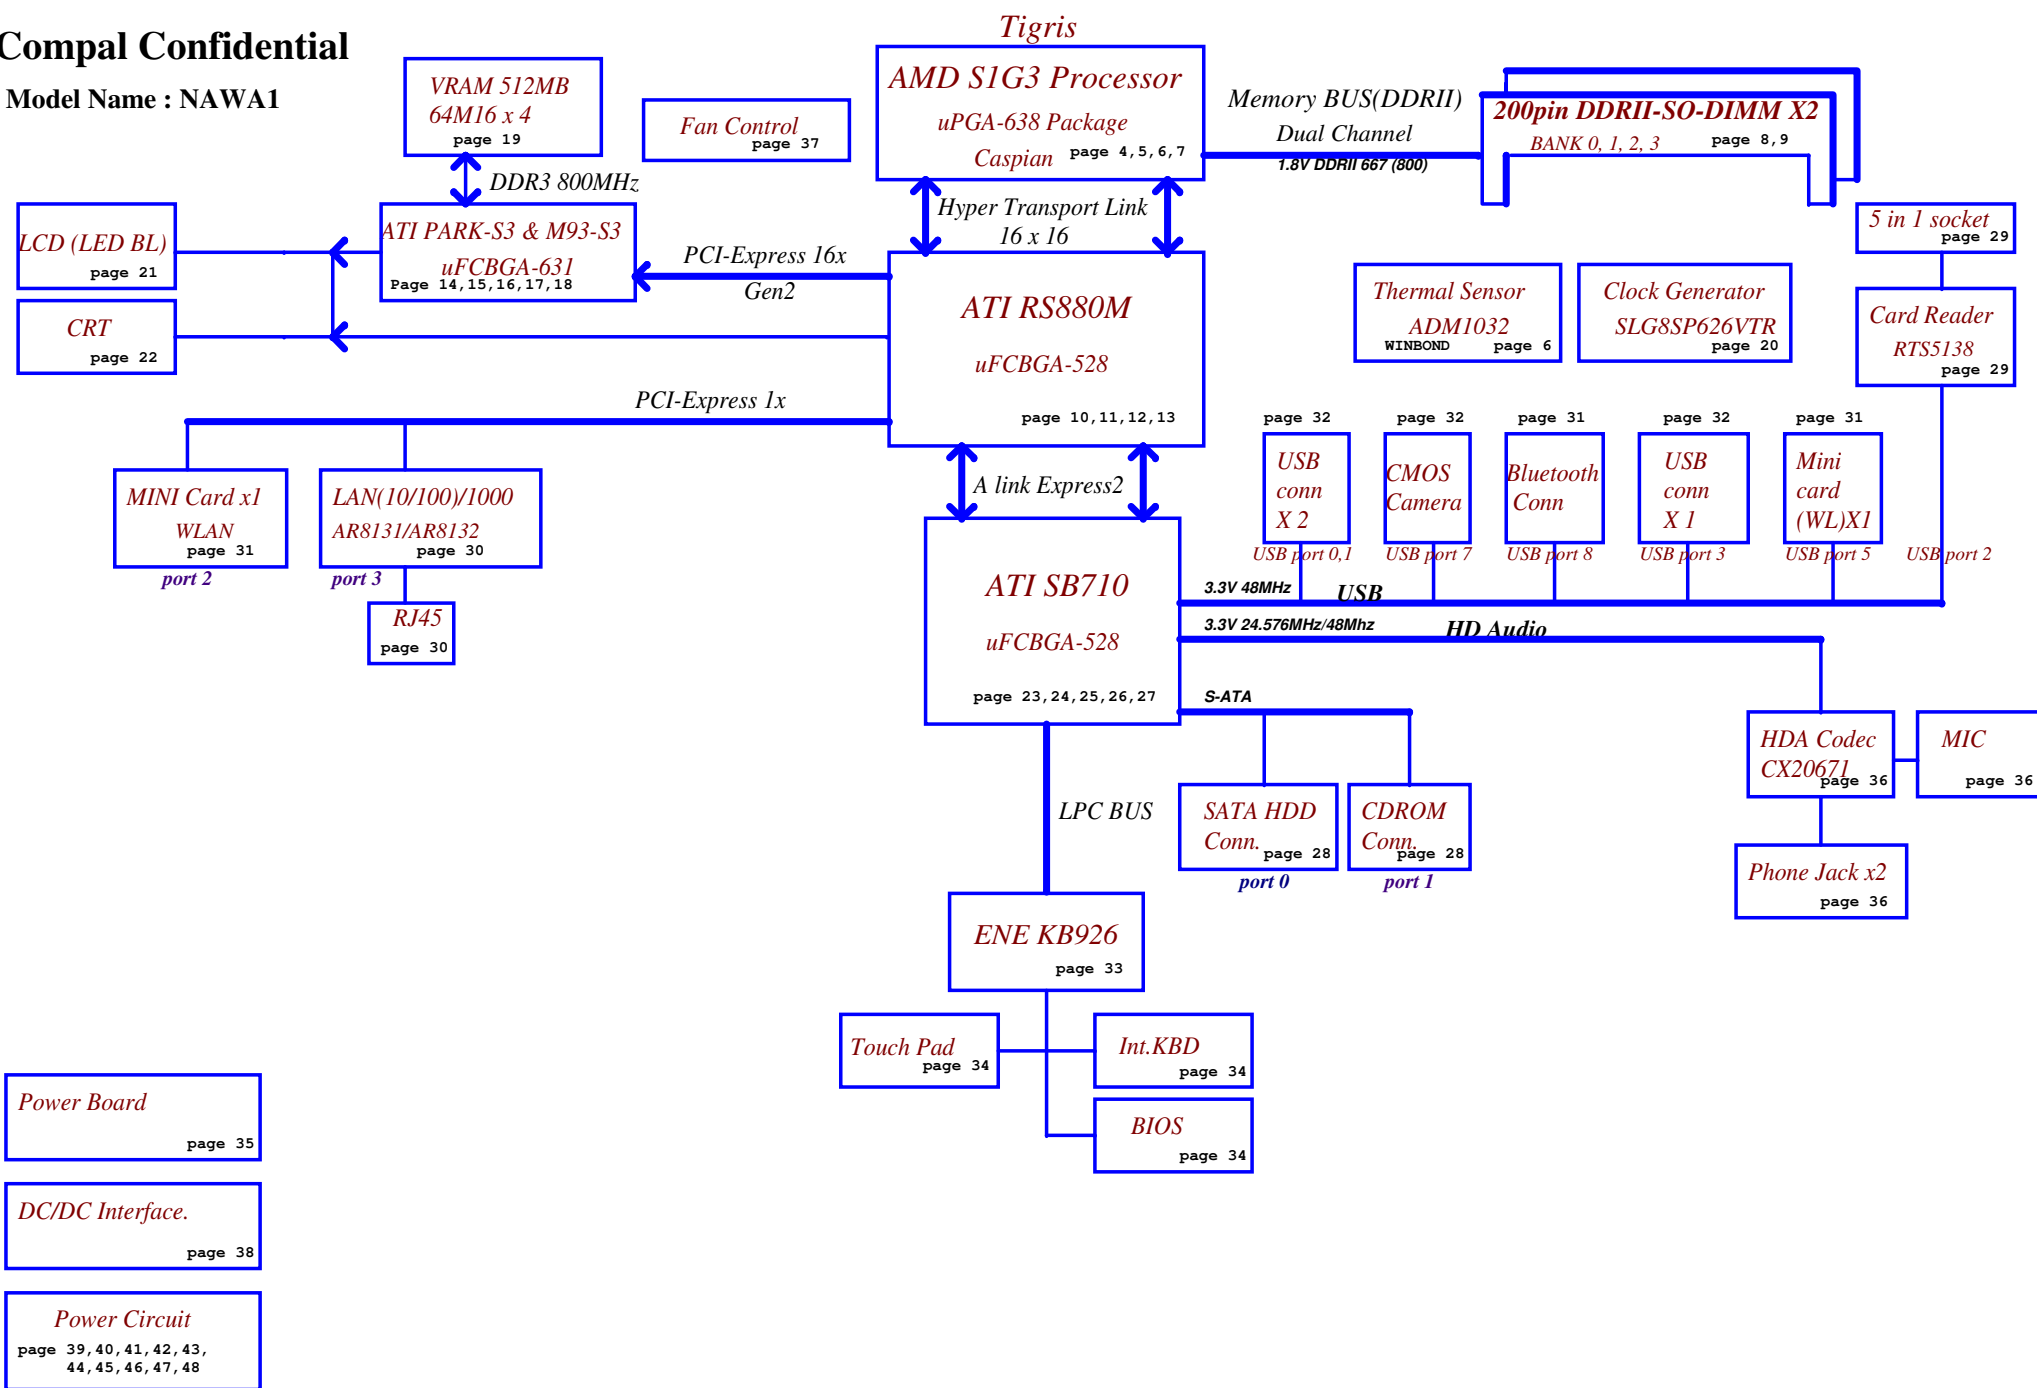 Compal Confidential
Model Name : NAWA1
VRAM 512MB
64M16 x 4
page 19
Fan Control
page 37
Tigris
AMD S1G3 Processor
uPGA-638 Package
Caspian
page 4,5,6,7
Memory BUS(DDRII)
Dual Channel
1.8V DDRII 667 (800)
200pin DDRII-SO-DIMM X2
BANK 0, 1, 2, 3
page 8,9
DDR3 800MHz
Hyper Transport Link
16 x 16
LCD (LED BL)
page 21
ATI PARK-S3 & M93-S3
uFCBGA-631
Page 14,15,16,17,18
PCI-Express 16x
Gen2
CRT
page 22
ATI RS880M
uFCBGA-528
page 10,11,12,13
Thermal Sensor
ADM1032
WINBOND
page 6
Clock Generator
SLG8SP626VTR
page 20
5 in 1 socket
page 29
Card Reader
RTS5138
page 29
PCI-Express 1x
MINI Card x1
WLAN
page 31
port 2
LAN(10/100)/1000
AR8131/AR8132
page 30
port 3
RJ45
page 30
A link Express2
page 32
USB
conn
X 2
USB port 0,1
page 32
CMOS
Camera
USB port 7
page 31
Bluetooth
Conn
USB port 8
page 32
USB
conn
X 1
USB port 3
page 31
Mini
card
(WL)X1
USB port 5
USB port 2
ATI SB710
uFCBGA-528
page 23,24,25,26,27
3.3V 48MHz
USB
3.3V 24.576MHz/48Mhz
HD Audio
S-ATA
HDA Codec
CX20671
page 36
MIC
page 36
Phone Jack x2
page 36
SATA HDD
Conn.
page 28
port 0
CDROM
Conn.
page 28
port 1
LPC BUS
ENE KB926
page 33
Touch Pad
page 34
Int.KBD
page 34
BIOS
page 34
Power Board
page 35
DC/DC Interface.
page 38
Power Circuit
page 39,40,41,42,43,
44,45,46,47,48